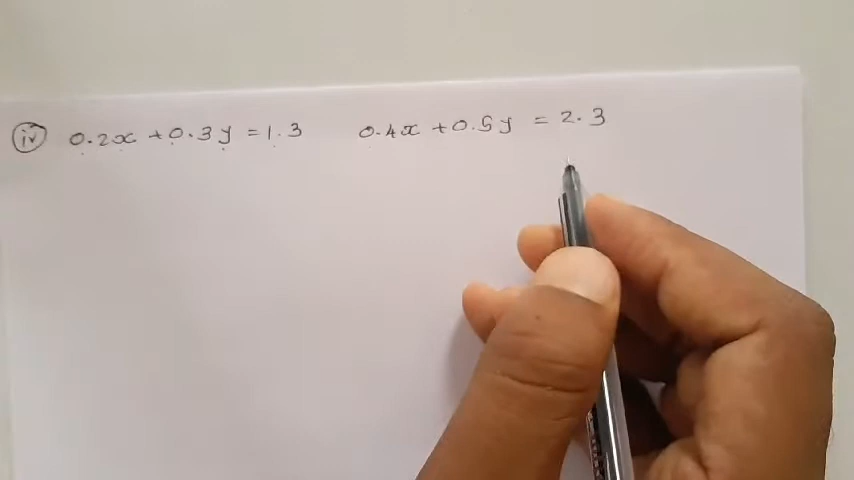 iv 0.2x + 0.3y = 1.3 0.4x + 0.5y = 2.3